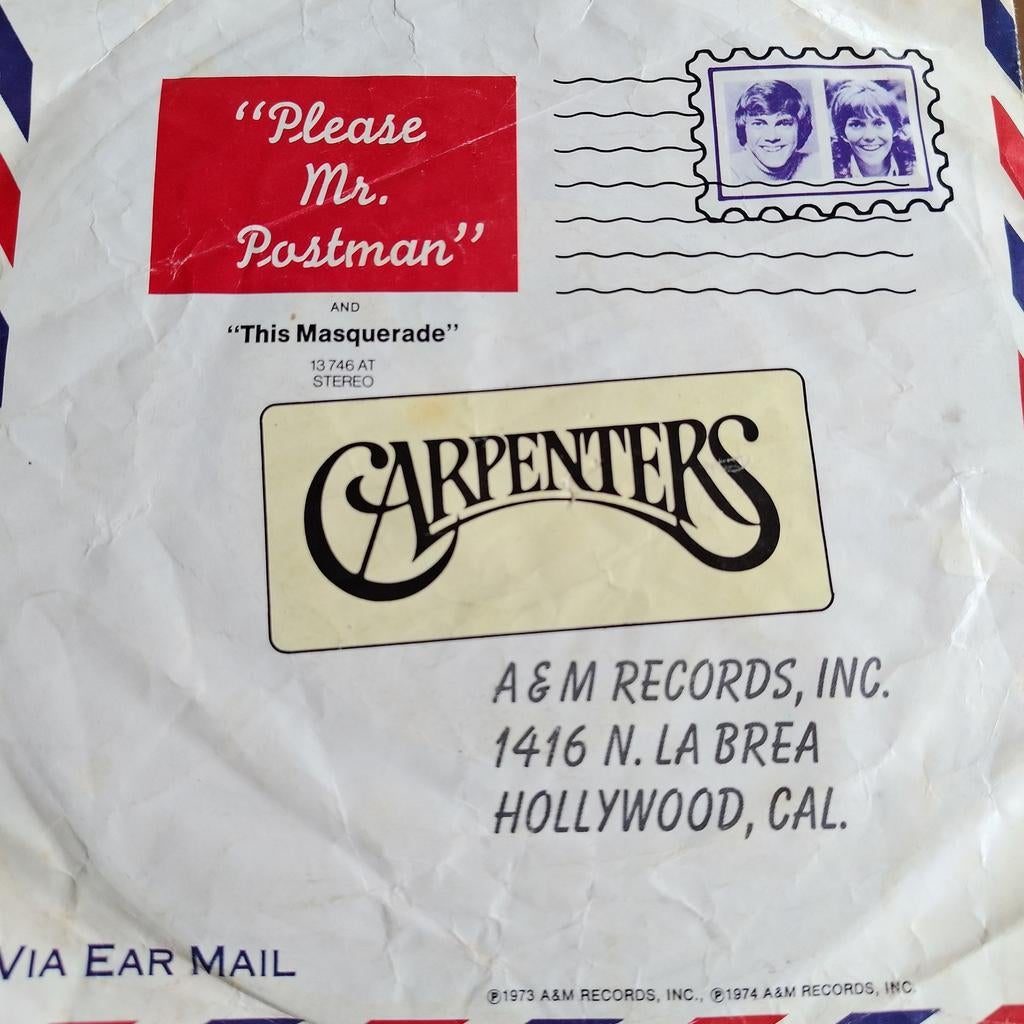 “Please
Mr.
Postman”
AND
“This Masquerade”
13 746 AT
STEREO
CARPENTERS
A & M RECORDS, INC.
1416 N. LA BREA
HOLLYWOOD, CAL.
VIA EAR MAIL
℗1973 A&M RECORDS, INC., ℗1974 A&M RECORDS, INC.